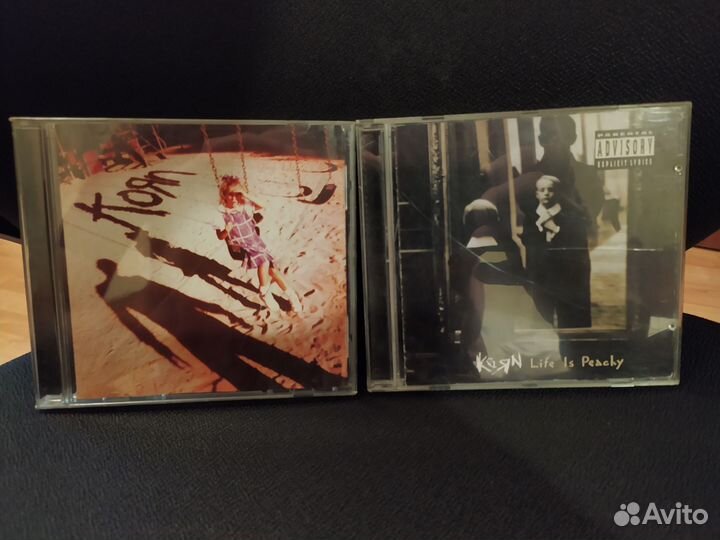 KoЯn
PARENTAL
ADVISORY
EXPLICIT LYRICS
KoЯN Life Is Peachy
Avito